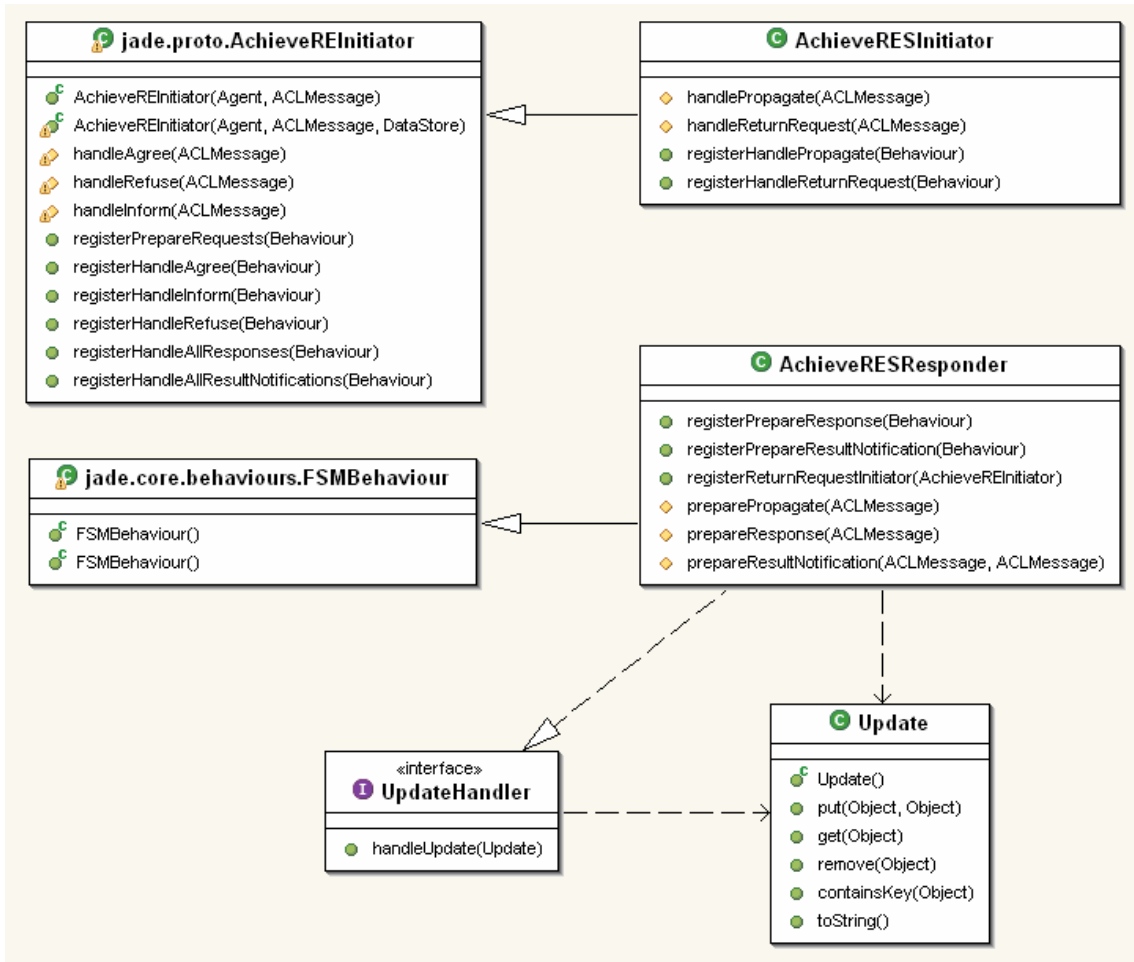 jade.proto.AchieveREInitiator
AchieveREInitiator(Agent, ACLMessage)
AchieveREInitiator(Agent, ACLMessage, DataStore)
handleAgree(ACLMessage)
handleRefuse(ACLMessage)
handleInform(ACLMessage)
registerPrepareRequests(Behaviour)
registerHandleAgree(Behaviour)
registerHandleInform(Behaviour)
registerHandleRefuse(Behaviour)
registerHandleAllResponses(Behaviour)
registerHandleAllResultNotifications(Behaviour)
AchieveRESInitiator
handlePropagate(ACLMessage)
handleReturnRequest(ACLMessage)
registerHandlePropagate(Behaviour)
registerHandleReturnRequest(Behaviour)
AchieveRESResponder
registerPrepareResponse(Behaviour)
registerPrepareResultNotification(Behaviour)
registerReturnRequestInitiator(AchieveREInitiator)
preparePropagate(ACLMessage)
prepareResponse(ACLMessage)
prepareResultNotification(ACLMessage, ACLMessage)
jade.core.behaviours.FSMBehaviour
FSMBehaviour()
FSMBehaviour()
«interface»
UpdateHandler
handleUpdate(Update)
Update
Update()
put(Object, Object)
get(Object)
remove(Object)
containsKey(Object)
toString()